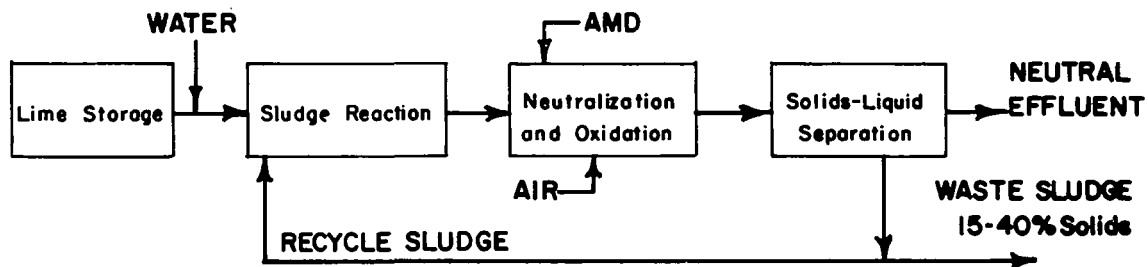 WATER
AMD
Lime Storage
Sludge Reaction
Neutralization
and Oxidation
Solids-Liquid
Separation
NEUTRAL
EFFLUENT
AIR
WASTE SLUDGE
15-40% Solids
RECYCLE SLUDGE